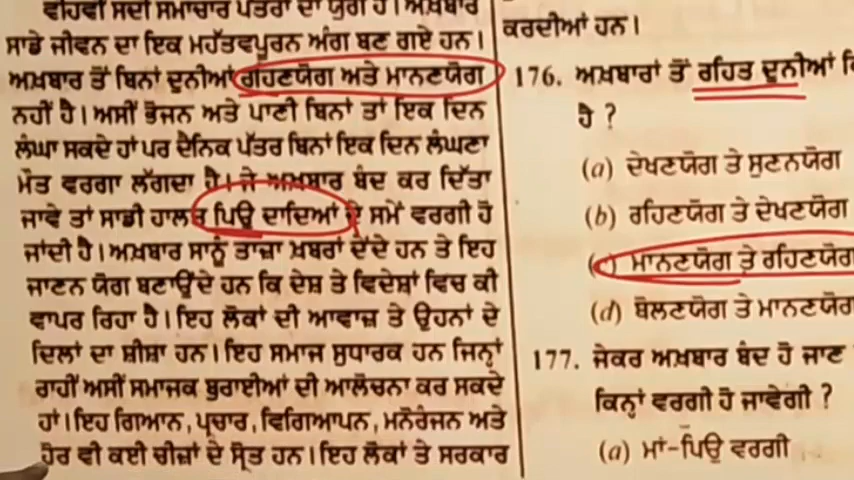 ਵੀਹਵੀਂ ਸਦੀ ਸਮਾਚਾਰ ਪੱਤਰਾਂ ਦਾ ਯੁੱਗ ਹੈ। ਅਖ਼ਬਾਰ
ਸਾਡੇ ਜੀਵਨ ਦਾ ਇਕ ਮਹੱਤਵਪੂਰਨ ਅੰਗ ਬਣ ਗਏ ਹਨ।
ਅਖ਼ਬਾਰ ਤੋਂ ਬਿਨਾਂ ਦੁਨੀਆਂ ਰਹਿਣਯੋਗ ਅਤੇ ਮਾਨਣਯੋਗ
ਨਹੀਂ ਹੈ। ਅਸੀਂ ਭੋਜਨ ਅਤੇ ਪਾਣੀ ਬਿਨਾਂ ਤਾਂ ਇਕ ਦਿਨ
ਲੰਘਾ ਸਕਦੇ ਹਾਂ ਪਰ ਦੈਨਿਕ ਪੱਤਰ ਬਿਨਾਂ ਇਕ ਦਿਨ ਲੰਘਣਾ
ਮੌਤ ਵਰਗਾ ਲੱਗਦਾ ਹੈ। ਜੇ ਅਖ਼ਬਾਰ ਬੰਦ ਕਰ ਦਿੱਤਾ
ਜਾਵੇ ਤਾਂ ਸਾਡੀ ਹਾਲਤ ਪਿਉ ਦਾਦਿਆਂ ਦੇ ਸਮੇਂ ਵਰਗੀ ਹੋ
ਜਾਂਦੀ ਹੈ। ਅਖ਼ਬਾਰ ਸਾਨੂੰ ਤਾਜ਼ਾ ਖ਼ਬਰਾਂ ਦੇਂਦੇ ਹਨ ਤੇ ਇਹ
ਜਾਣਨ ਯੋਗ ਬਣਾਉਂਦੇ ਹਨ ਕਿ ਦੇਸ਼ ਤੇ ਵਿਦੇਸ਼ਾਂ ਵਿਚ ਕੀ
ਵਾਪਰ ਰਿਹਾ ਹੈ। ਇਹ ਲੋਕਾਂ ਦੀ ਆਵਾਜ਼ ਤੇ ਉਹਨਾਂ ਦੇ
ਦਿਲਾਂ ਦਾ ਸ਼ੀਸ਼ਾ ਹਨ। ਇਹ ਸਮਾਜ ਸੁਧਾਰਕ ਹਨ ਜਿਨ੍ਹਾਂ
ਰਾਹੀਂ ਅਸੀਂ ਸਮਾਜਕ ਬੁਰਾਈਆਂ ਦੀ ਆਲੋਚਨਾ ਕਰ ਸਕਦੇ
ਹਾਂ। ਇਹ ਗਿਆਨ, ਪ੍ਰਚਾਰ, ਵਿਗਿਆਪਨ, ਮਨੋਰੰਜਨ ਅਤੇ
ਹੋਰ ਵੀ ਕਈ ਚੀਜ਼ਾਂ ਦੇ ਸ੍ਰੋਤ ਹਨ। ਇਹ ਲੋਕਾਂ ਤੇ ਸਰਕਾਰ
ਕਰਦੀਆਂ ਹਨ।
176. ਅਖ਼ਬਾਰਾਂ ਤੋਂ ਰਹਿਤ ਦੁਨੀਆਂ
ਹੈ ?
(a) ਦੇਖਣਯੋਗ ਤੇ ਸੁਣਨਯੋਗ
(b) ਰਹਿਣਯੋਗ ਤੇ ਦੇਖਣਯੋਗ
(c) ਮਾਨਣਯੋਗ ਤੇ ਰਹਿਣਯੋਗ
(d) ਬੋਲਣਯੋਗ ਤੇ ਮਾਨਣਯੋਗ
177. ਜੇਕਰ ਅਖ਼ਬਾਰ ਬੰਦ ਹੋ ਜਾਣ
ਕਿਨ੍ਹਾਂ ਵਰਗੀ ਹੋ ਜਾਵੇਗੀ ?
(a) ਮਾਂ-ਪਿਉ ਵਰਗੀ